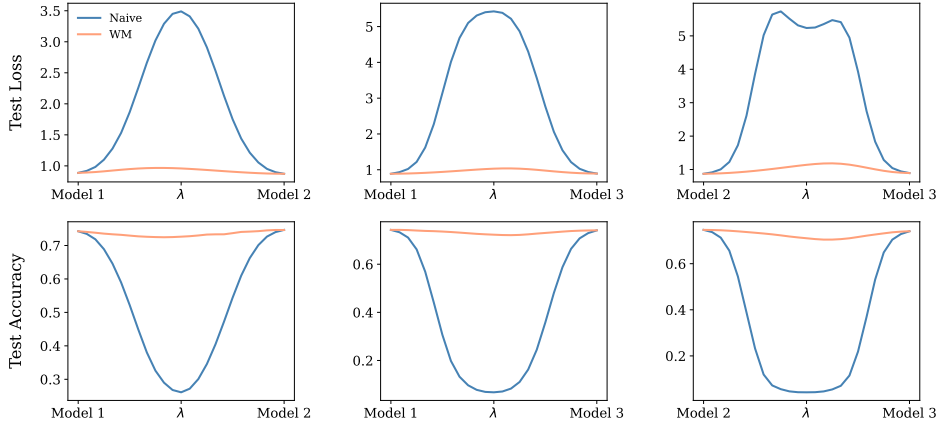 Test Loss
3.5
3.0
2.5
2.0
1.5
1.0
Naive
WM
Model 1 λ Model 2
5
4
3
2
1
Model 1 λ Model 3
5
4
3
2
1
Model 2 λ Model 3
Test Accuracy
0.7
0.6
0.5
0.4
0.3
Model 1 λ Model 2
0.6
0.4
0.2
Model 1 λ Model 3
0.6
0.4
0.2
Model 2 λ Model 3